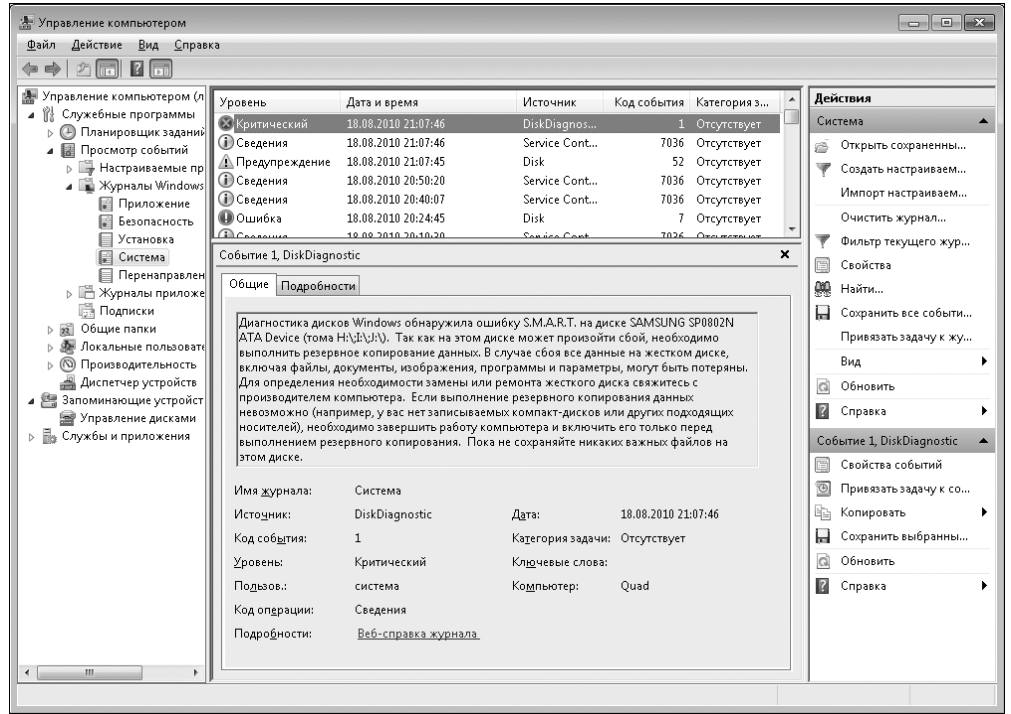 Управление компьютером
Файл Действие Вид Справка
Управление компьютером (л
Служебные программы
Планировщик заданий
Просмотр событий
Настраиваемые пр
Журналы Windows
Приложение
Безопасность
Установка
Система
Перенаправлен
Журналы приложе
Подписки
Общие папки
Локальные пользовате
Производительность
Диспетчер устройств
Запоминающие устройст
Управление дисками
Службы и приложения
Уровень Дата и время Источник Код события Категория з...
Критический 18.08.2010 21:07:46 DiskDiagnos... 1 Отсутствует
Сведения 18.08.2010 21:07:46 Service Cont... 7036 Отсутствует
Предупреждение 18.08.2010 21:07:45 Disk 52 Отсутствует
Сведения 18.08.2010 20:50:20 Service Cont... 7036 Отсутствует
Сведения 18.08.2010 20:40:07 Service Cont... 7036 Отсутствует
Ошибка 18.08.2010 20:24:45 Disk 7 Отсутствует
Сведения 18.08.2010 20:10:20 Service Cont... 7036 Отсутствует
Событие 1, DiskDiagnostic
Общие Подробности
Диагностика дисков Windows обнаружила ошибку S.M.A.R.T. на диске SAMSUNG SP0802N
ATA Device (тома H:\;I:\;J:\). Так как на этом диске может произойти сбой, необходимо
выполнить резервное копирование данных. В случае сбоя все данные на жестком диске,
включая файлы, документы, изображения, программы и параметры, могут быть потеряны.
Для определения необходимости замены или ремонта жесткого диска свяжитесь с
производителем компьютера. Если выполнение резервного копирования данных
невозможно (например, у вас нет записываемых компакт-дисков или других подходящих
носителей), необходимо завершить работу компьютера и включить его только перед
выполнением резервного копирования. Пока не сохраняйте никаких важных файлов на
этом диске.
Имя журнала: Система
Источник: DiskDiagnostic Дата: 18.08.2010 21:07:46
Код события: 1 Категория задачи: Отсутствует
Уровень: Критический Ключевые слова:
Пользов.: система Компьютер: Quad
Код операции: Сведения
Подробности: Веб-справка журнала
Действия
Система
Открыть сохраненны...
Создать настраиваем...
Импорт настраиваем...
Очистить журнал...
Фильтр текущего жур...
Свойства
Найти...
Сохранить все событи...
Привязать задачу к жу...
Вид
Обновить
Справка
Событие 1, DiskDiagnostic
Свойства событий
Привязать задачу к со...
Копировать
Сохранить выбранны...
Обновить
Справка